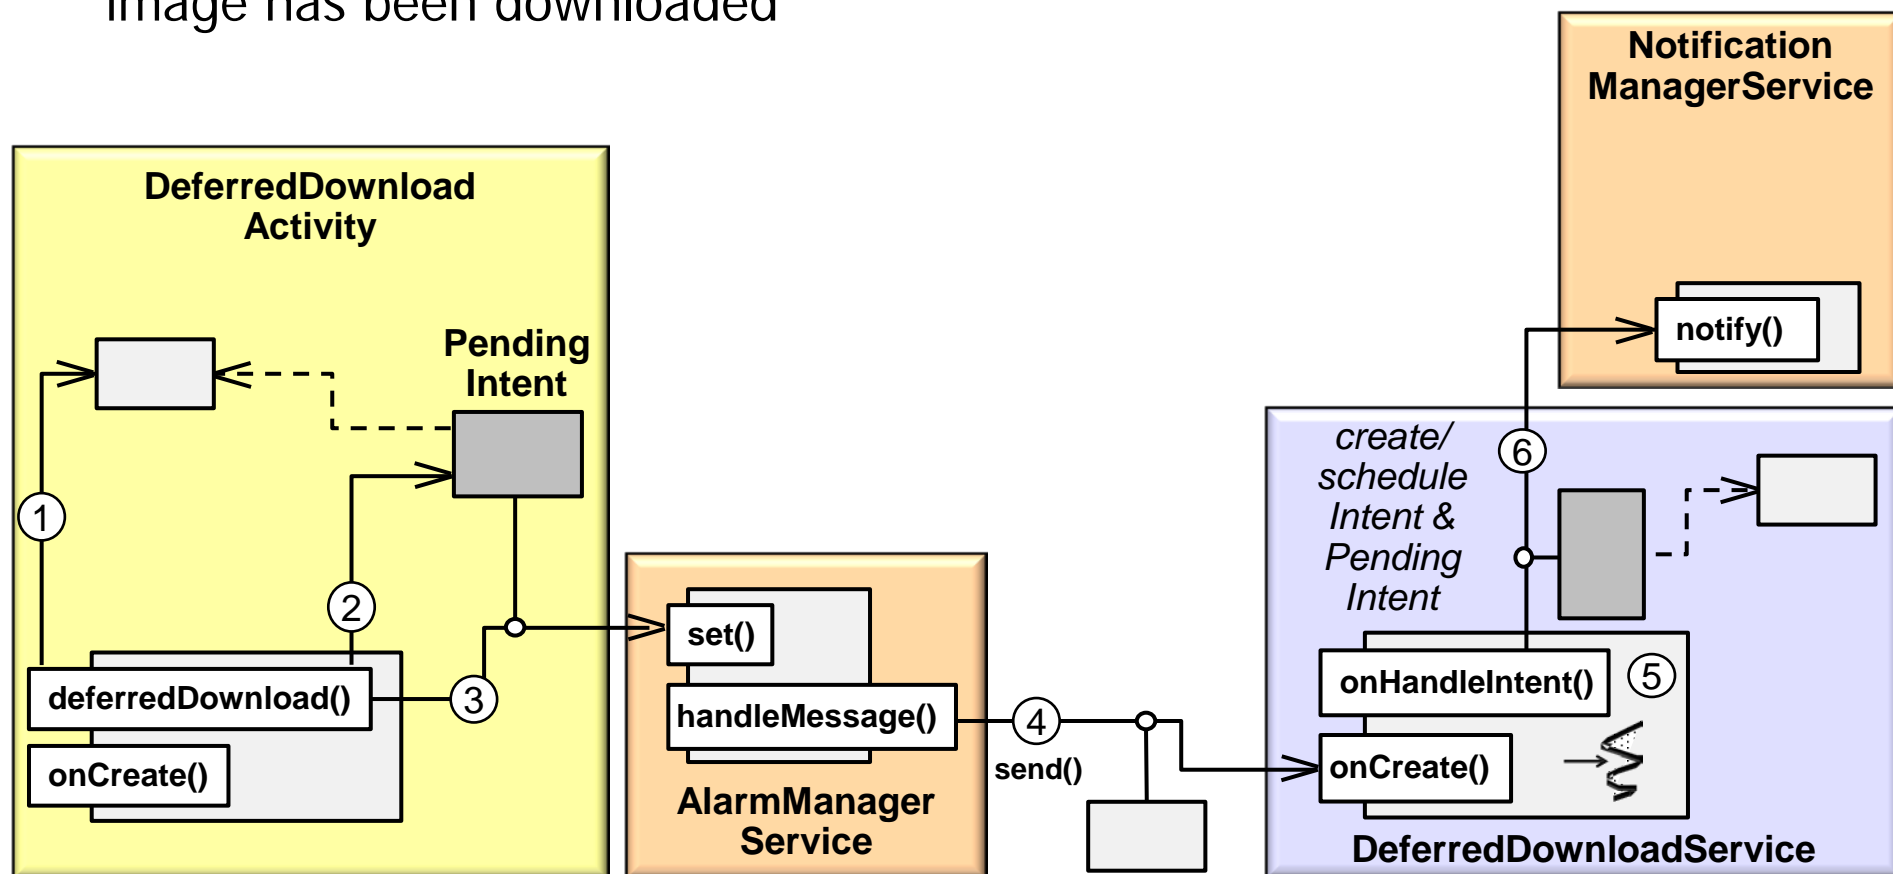 image has been downloaded
Notification
ManagerService
notify()
DeferredDownload
Activity
Pending
Intent
1
2
3
deferredDownload()
onCreate()
set()
handleMessage()
AlarmManager
Service
4
send()
create/
schedule
Intent &
Pending
Intent
6
onHandleIntent()
5
onCreate()
DeferredDownloadService